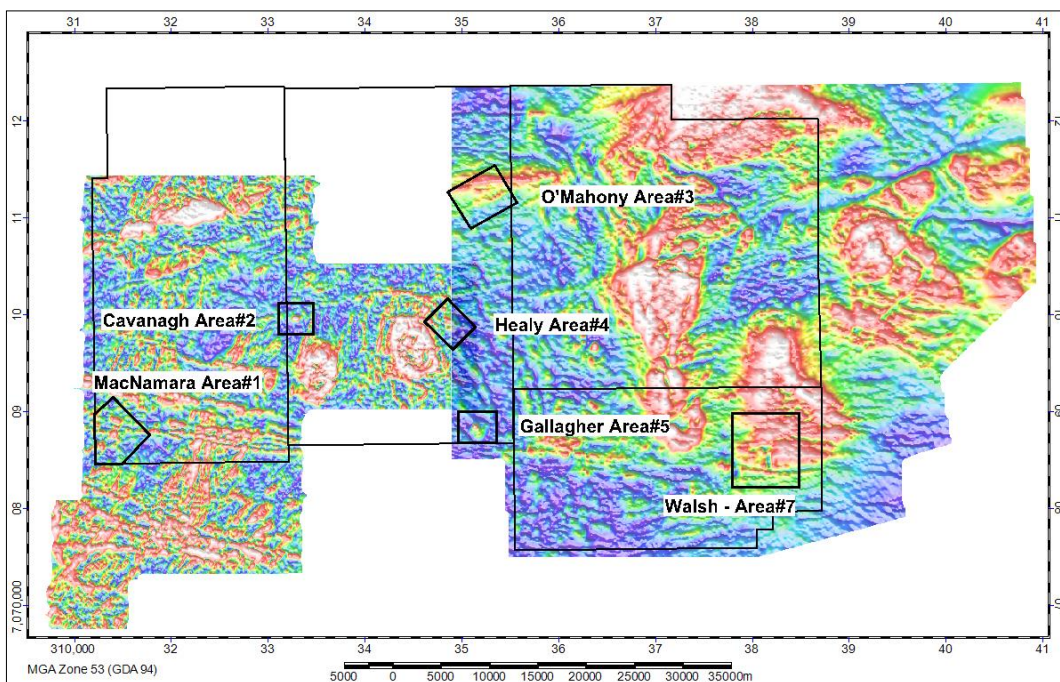 31 32 33 34 35 36 37 38 39 40 41
12
11
O'Mahony Area#3
10
Cavanagh Area#2
Healy Area#4
MacNamara Area#1
09
Gallagher Area#5
08
Walsh - Area#7
7,070,000
310,000 32 33 34 35 36 37 38 39 40 41
MGA Zone 53 (GDA 94)
5000 0 5000 10000 15000 20000 25000 30000 35000m